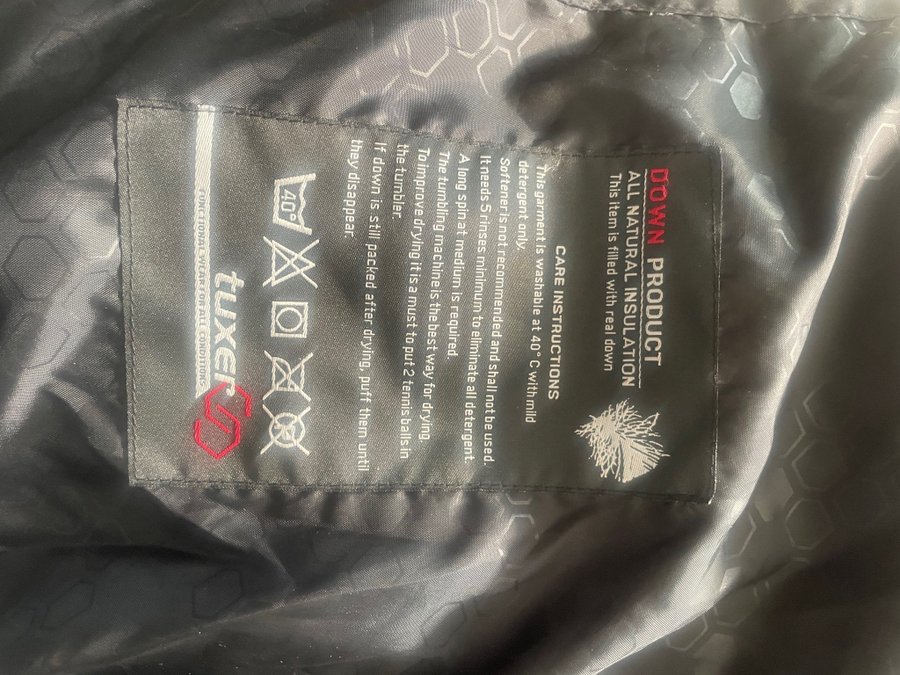 DOWN PRODUCT
ALL NATURAL INSULATION
This item is filled with real down
CARE INSTRUCTIONS
This garment is washable at 40° C with mild
detergent only.
Softener is not recommended and shall not be used.
It needs 5 rinses minimum to eliminate all detergent.
A long spin at medium is required.
The tumbling machine is the best way for drying.
To improve drying it is a must to put 2 tennis balls in
the tumbler.
If down is still packed after drying, puff them until
they disappear.
40°
tuxer
FUNCTIONAL WEAR FOR ALL CONDITIONS